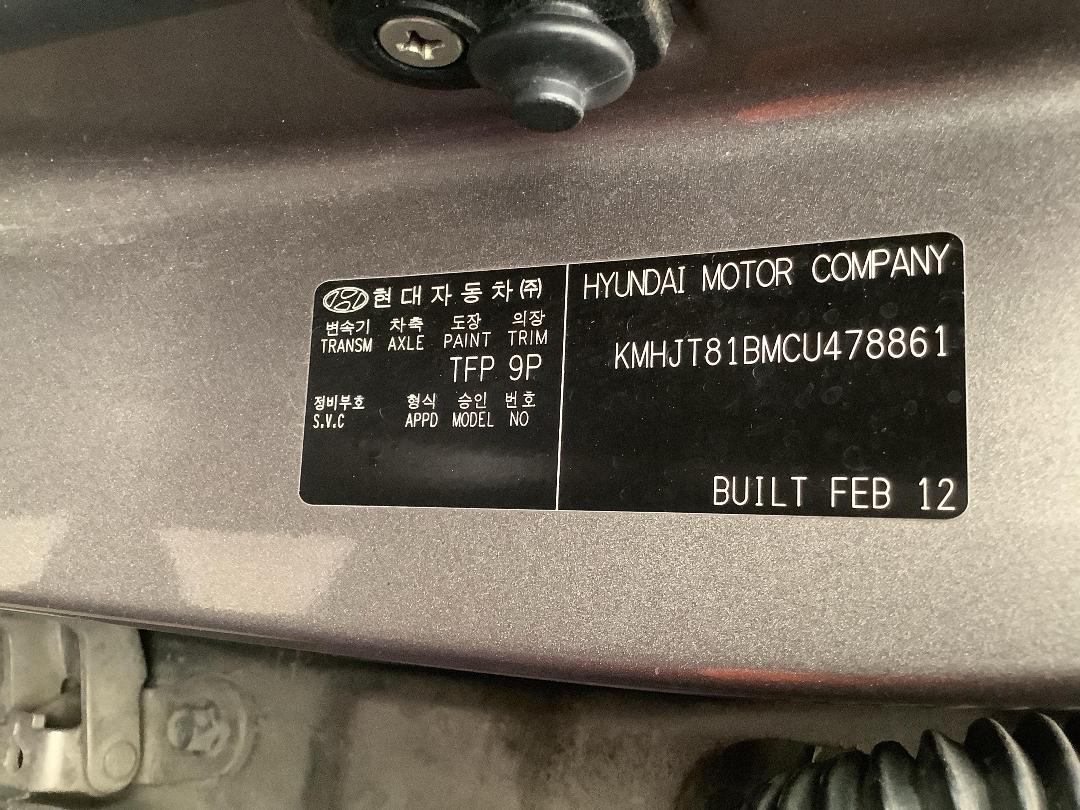 현대자동차㈜
변속기 차축 도장 의장
TRANSM AXLE PAINT TRIM
TFP 9P
정비부호 형식 승인 번호
S.V.C APPD MODEL NO
HYUNDAI MOTOR COMPANY
KMHJT81BMCU478861
BUILT FEB 12